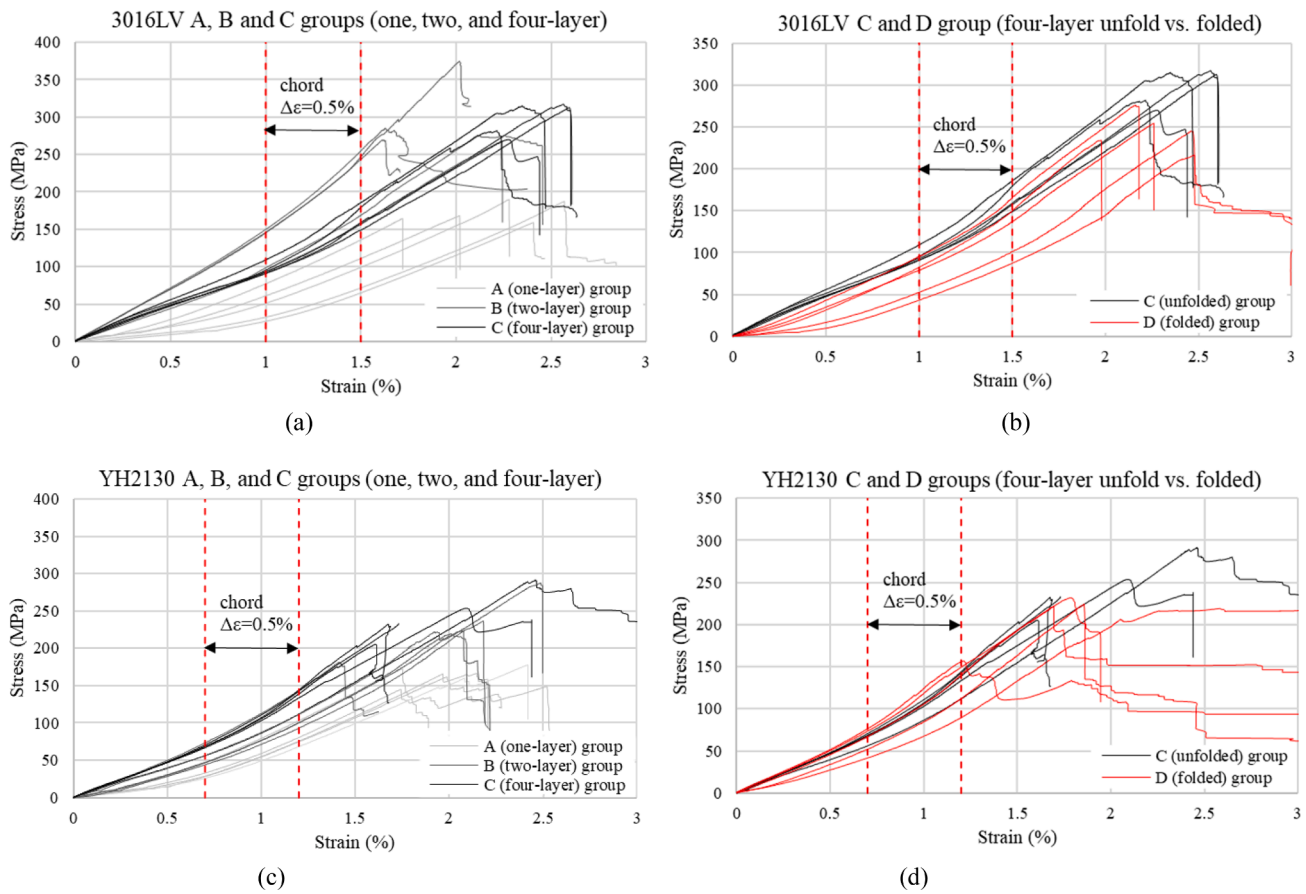 3016LV A, B and C groups (one, two, and four-layer)
400
350
300
250
200
150
100
50
0
Stress (MPa)
chord
Δε=0.5%
A (one-layer) group
B (two-layer) group
C (four-layer) group
0 0.5 1 1.5 2 2.5 3
Strain (%)
(a)
3016LV C and D group (four-layer unfold vs. folded)
350
300
250
200
150
100
50
0
Stress (MPa)
chord
Δε=0.5%
C (unfolded) group
D (folded) group
0 0.5 1 1.5 2 2.5 3
Strain (%)
(b)
YH2130 A, B, and C groups (one, two, and four-layer)
400
350
300
250
200
150
100
50
0
Stress (MPa)
chord
Δε=0.5%
A (one-layer) group
B (two-layer) group
C (four-layer) group
0 0.5 1 1.5 2 2.5 3
Strain (%)
(c)
YH2130 C and D groups (four-layer unfold vs. folded)
350
300
250
200
150
100
50
0
Stress (MPa)
chord
Δε=0.5%
C (unfolded) group
D (folded) group
0 0.5 1 1.5 2 2.5 3
Strain (%)
(d)